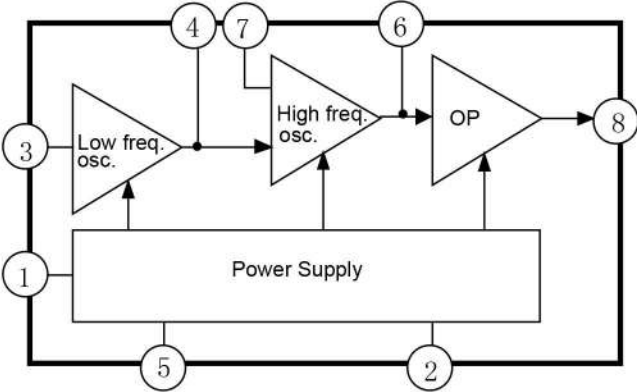 4
7
6
High freq.
osc.
OP
8
3
Low freq.
osc.
1
Power Supply
5
2